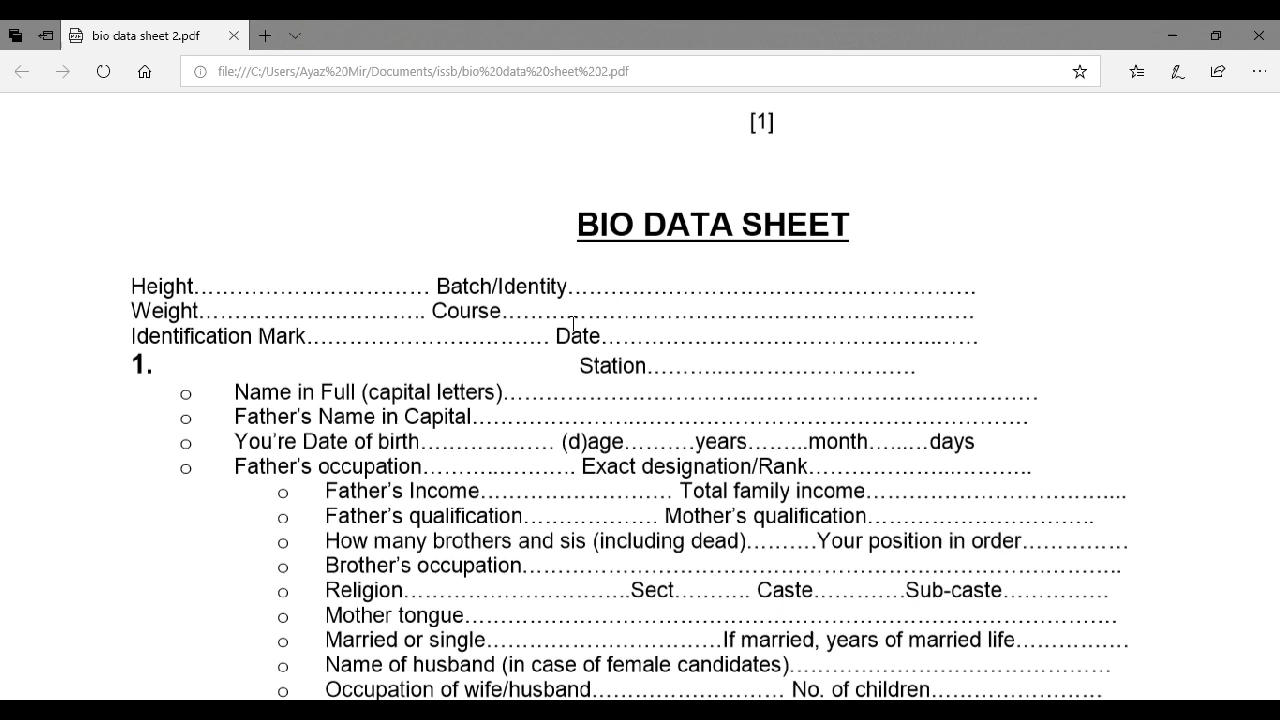 bio data sheet 2.pdf
file:///C:/Users/Ayaz%20Mir/Documents/issb/bio%20data%20sheet%202.pdf
[1]
BIO DATA SHEET
Height................................. Batch/Identity.........................................................
Weight................................ Course..................................................................
Identification Mark.................................. Date.....................................................
1. Station.....................................
o Name in Full (capital letters)...........................................................................
o Father's Name in Capital..............................................................................
o You're Date of birth................... (d)age..........years.........month.........days
o Father's occupation..................... Exact designation/Rank...............................
o Father's Income........................... Total family income.....................................
o Father's qualification................... Mother's qualification................................
o How many brothers and sis (including dead)..........Your position in order...............
o Brother's occupation...................................................................................
o Religion................................Sect........... Caste.............Sub-caste...............
o Mother tongue...........................................................................................
o Married or single.................................If married, years of married life................
o Name of husband (in case of female candidates).............................................
o Occupation of wife/husband........................... No. of children........................